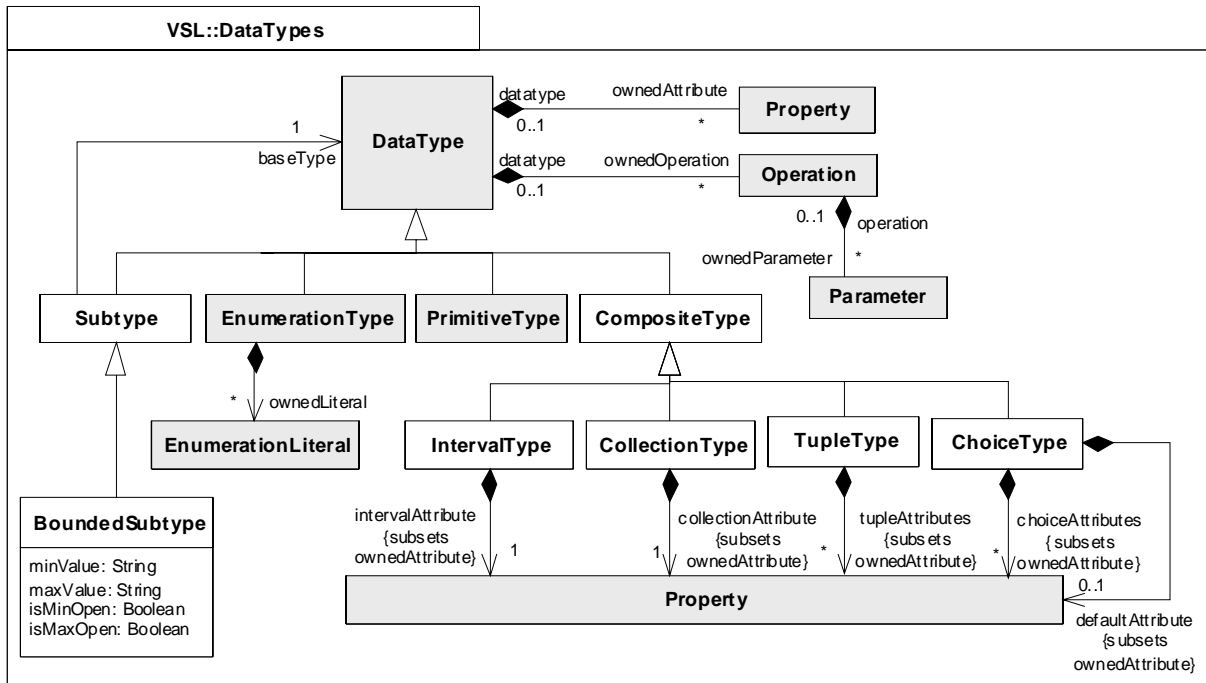 VSL::DataTypes
datatype
ownedAttribute
Property
0..1
*
1
baseType
DataType
datatype
ownedOperation
Operation
0..1
*
0..1
operation
ownedParameter
*
Parameter
Subtype
EnumerationType
PrimitiveType
CompositeType
*
ownedLiteral
EnumerationLiteral
IntervalType
CollectionType
TupleType
ChoiceType
BoundedSubtype
minValue: String
maxValue: String
isMinOpen: Boolean
isMaxOpen: Boolean
intervalAttribute
{subsets
ownedAttribute}
1
collectionAttribute
{subsets
ownedAttribute}
1
tupleAttributes
{subsets
ownedAttribute}
*
choiceAttributes
{ subsets
ownedAttribute}
*
0..1
Property
defaultAttribute
{subsets
ownedAttribute}